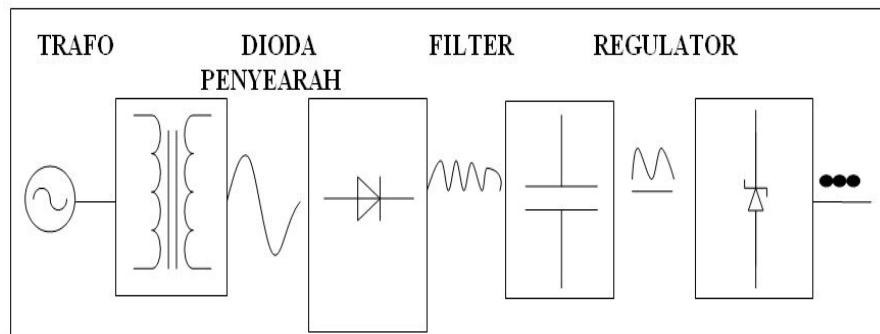 TRAFO
DIODA
PENYEARAH
FILTER
REGULATOR